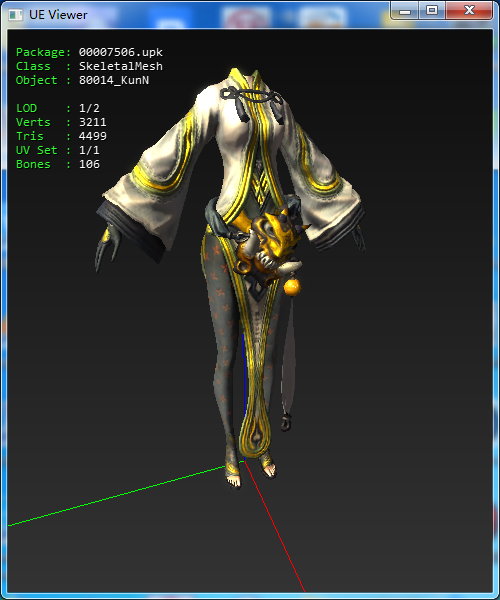 UE Viewer
Package: 00007506.upk
Class : SkeletalMesh
Object : 80014_KunN
LOD : 1/2
Verts : 3211
Tris : 4499
UV Set : 1/1
Bones : 106